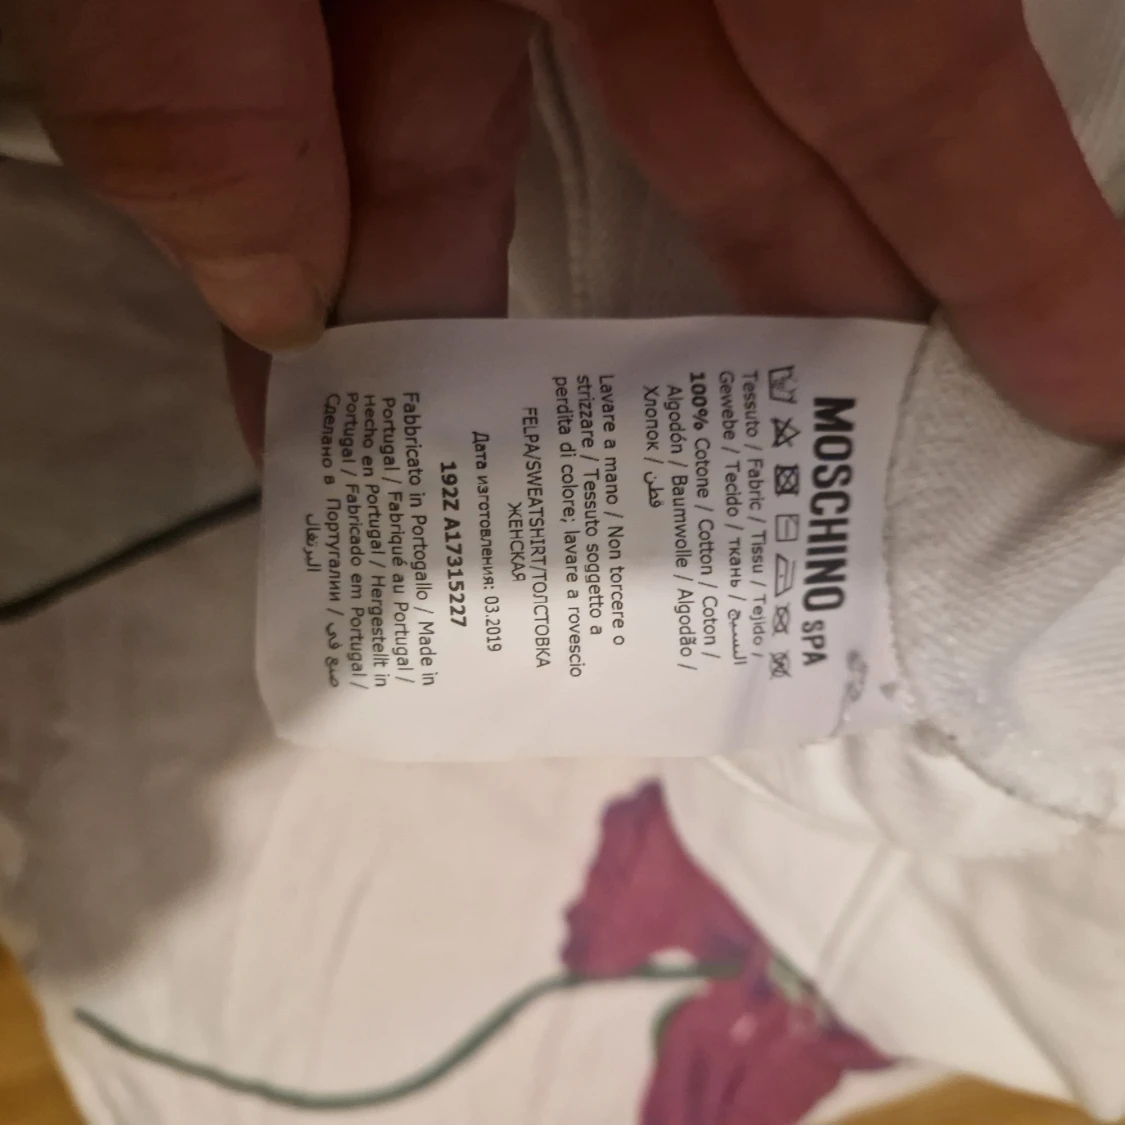 MOSCHINO SPA
Tessuto / Fabric / Tissu / Tejido /
Gewebe / Tecido / ткань / النسيج
100% Cotone / Cotton / Coton /
Algodón / Baumwolle / Algodão /
Хлопок / قطن
Lavare a mano / Non torcere o
strizzare / Tessuto soggetto a
perdita di colore; lavare a rovescio
FELPA/SWEATSHIRT/ТОЛСТОВКА
ЖЕНСКАЯ
Дата изготовления: 03.2019
192Z A17315227
Fabbricato in Portogallo / Made in
Portugal / Fabriqué au Portugal /
Hecho en Portugal / Hergestellt in
Portugal / Fabricado em Portugal /
Сделано в Португалии / صنع في
البرتغال